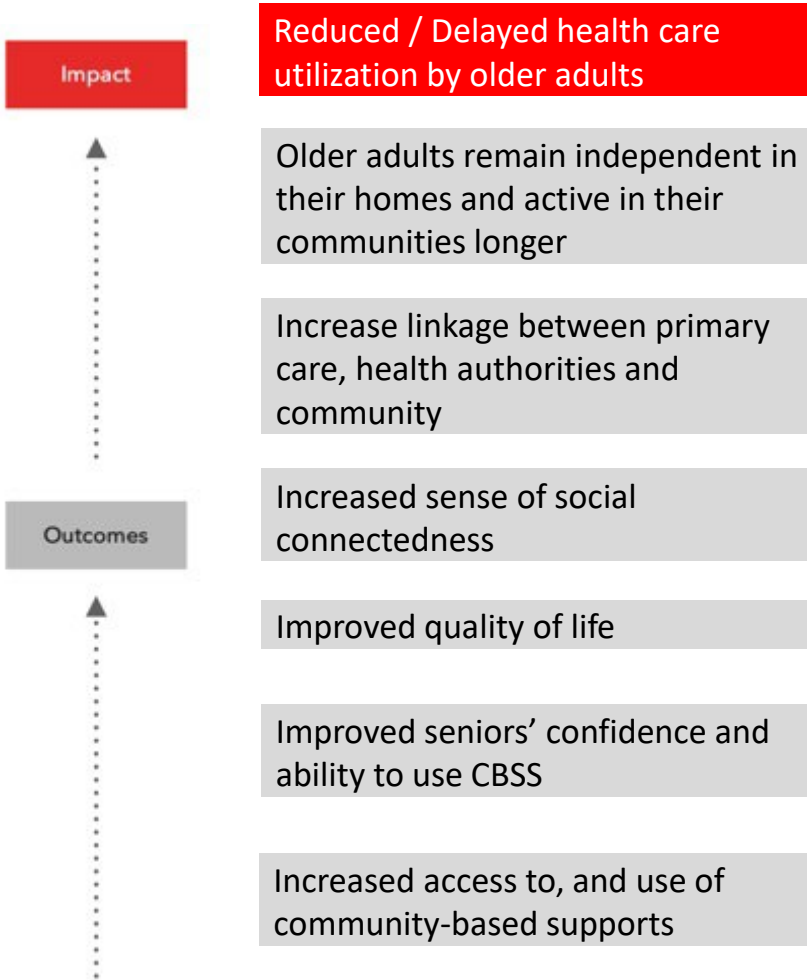 Impact
Reduced / Delayed health care
utilization by older adults
Older adults remain independent in
their homes and active in their
communities longer
Increase linkage between primary
care, health authorities and
community
Outcomes
Increased sense of social
connectedness
Improved quality of life
Improved seniors’ confidence and
ability to use CBSS
Increased access to, and use of
community-based supports